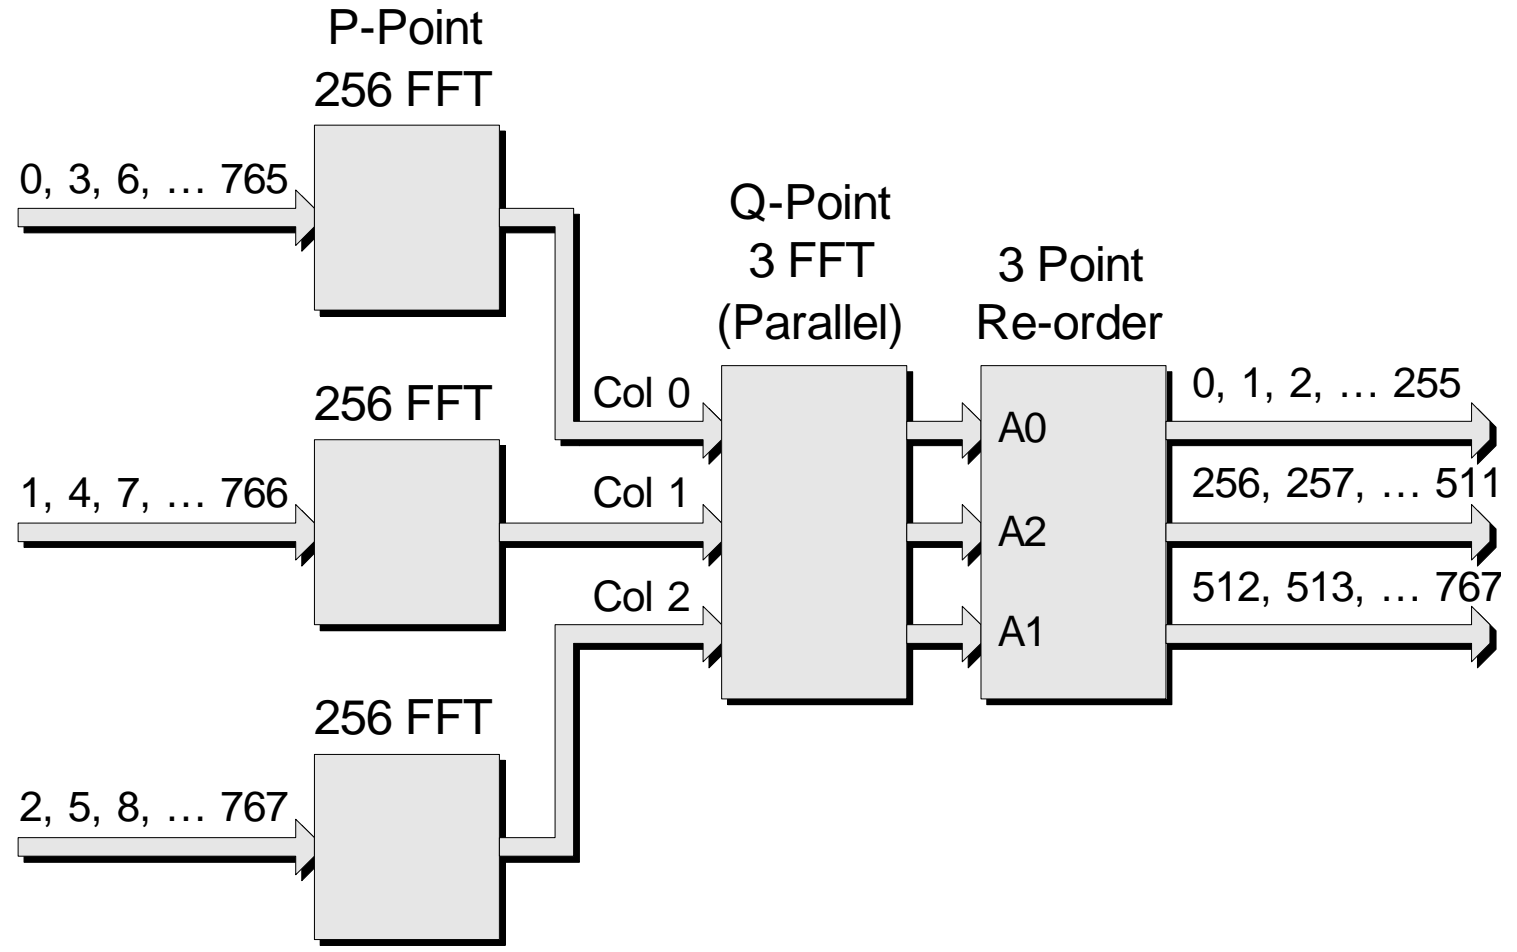 P-Point
256 FFT
0, 3, 6, … 765
Q-Point
3 FFT
(Parallel)
3 Point
Re-order
256 FFT
Col 0
0, 1, 2, … 255
A0
1, 4, 7, … 766
Col 1
256, 257, … 511
A2
Col 2
512, 513, … 767
A1
256 FFT
2, 5, 8, … 767